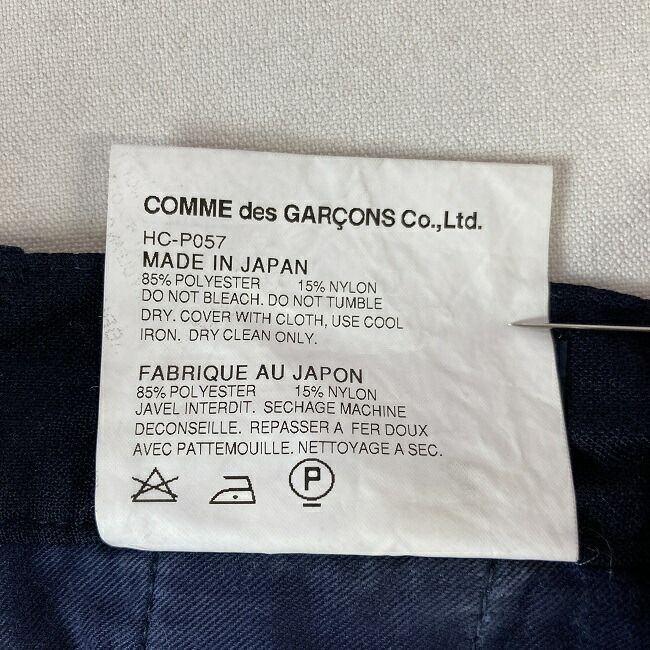 COMME des GARÇONS Co.,Ltd.
HC-P057
MADE IN JAPAN
85% POLYESTER 15% NYLON
DO NOT BLEACH. DO NOT TUMBLE
DRY. COVER WITH CLOTH, USE COOL
IRON. DRY CLEAN ONLY.
FABRIQUE AU JAPON
85% POLYESTER 15% NYLON
JAVEL INTERDIT. SECHAGE MACHINE
DECONSEILLE. REPASSER A FER DOUX
AVEC PATTEMOUILLE. NETTOYAGE A SEC.
P